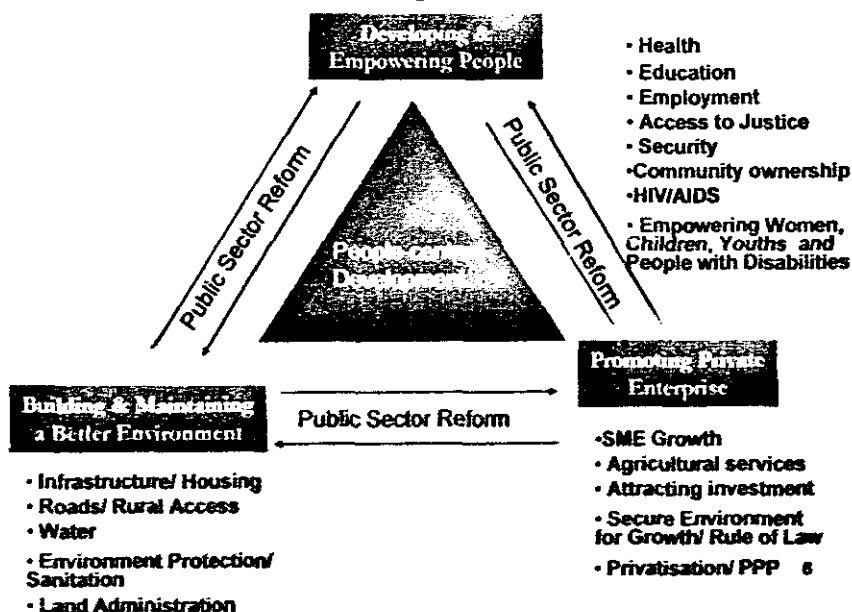 Developing &
Empowering People
• Health
• Education
• Employment
• Access to Justice
• Security
•Community ownership
•HIV/AIDS
• Empowering Women,
Children, Youths and
People with Disabilities
Public Sector Reform
Public Sector Reform
Promoting Private
Enterprise
Building & Maintaining
a Better Environment
Public Sector Reform
•SME Growth
• Agricultural services
• Attracting investment
• Secure Environment
for Growth/ Rule of Law
• Privatisation/ PPP 6
• Infrastructure/ Housing
• Roads/ Rural Access
• Water
• Environment Protection/
Sanitation
• Land Administration